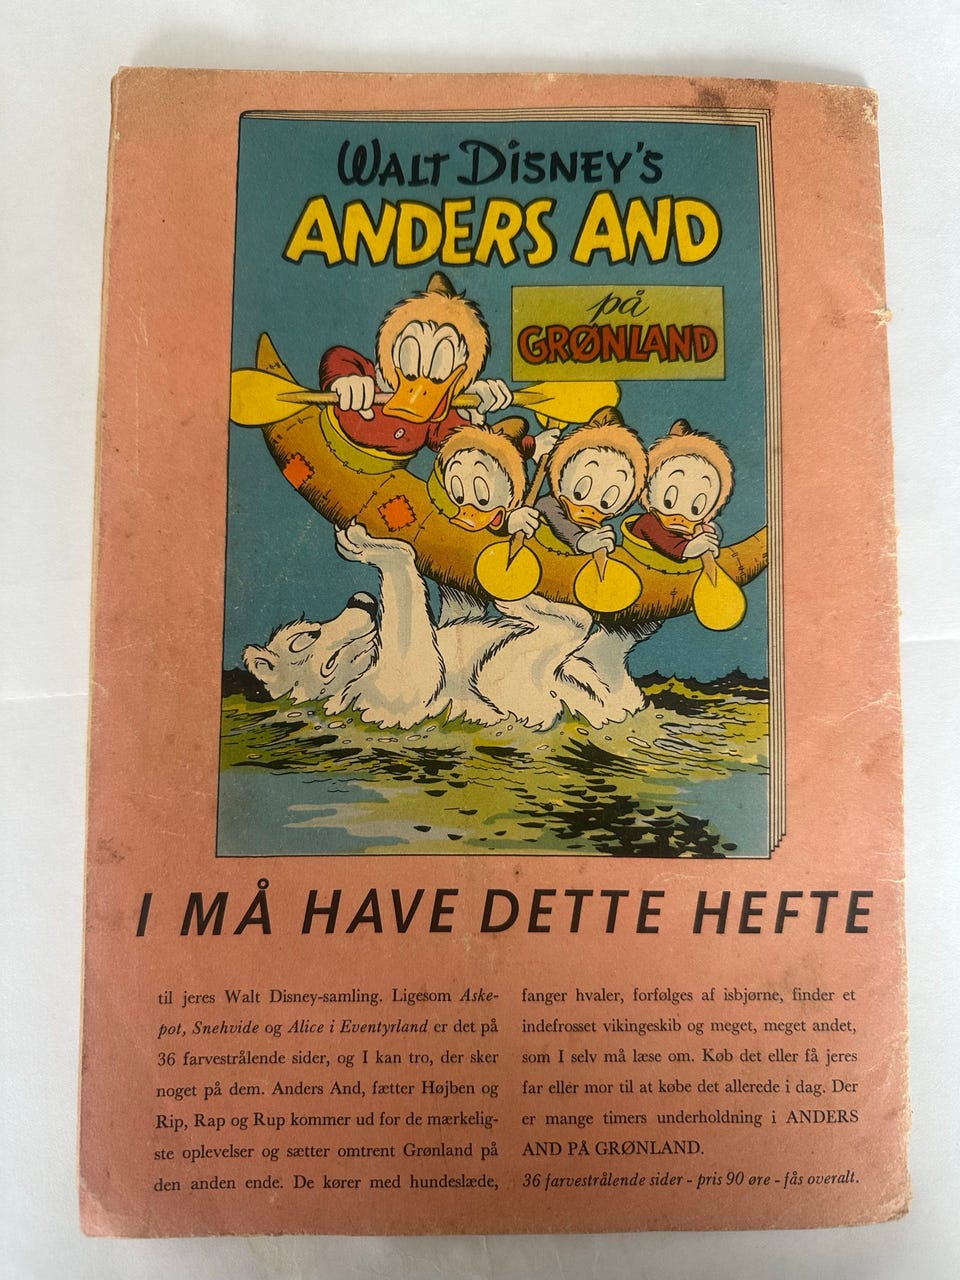 WALT DISNEY'S
ANDERS AND
på
GRØNLAND
I MÅ HAVE DETTE HEFTE
til jeres Walt Disney-samling. Ligesom Aske-
pot, Snehvide og Alice i Eventyrland er det på
36 farvestrålende sider, og I kan tro, der sker
noget på dem. Anders And, fætter Højben og
Rip, Rap og Rup kommer ud for de mærkelig-
ste oplevelser og sætter omtrent Grønland på
den anden ende. De kører med hundeslæde,
fanger hvaler, forfølges af isbjørne, finder et
indefrosset vikingeskib og meget, meget andet,
som I selv må læse om. Køb det eller få jeres
far eller mor til at købe det allerede i dag. Der
er mange timers underholdning i ANDERS
AND PÅ GRØNLAND.
36 farvestrålende sider - pris 90 øre - fås overalt.